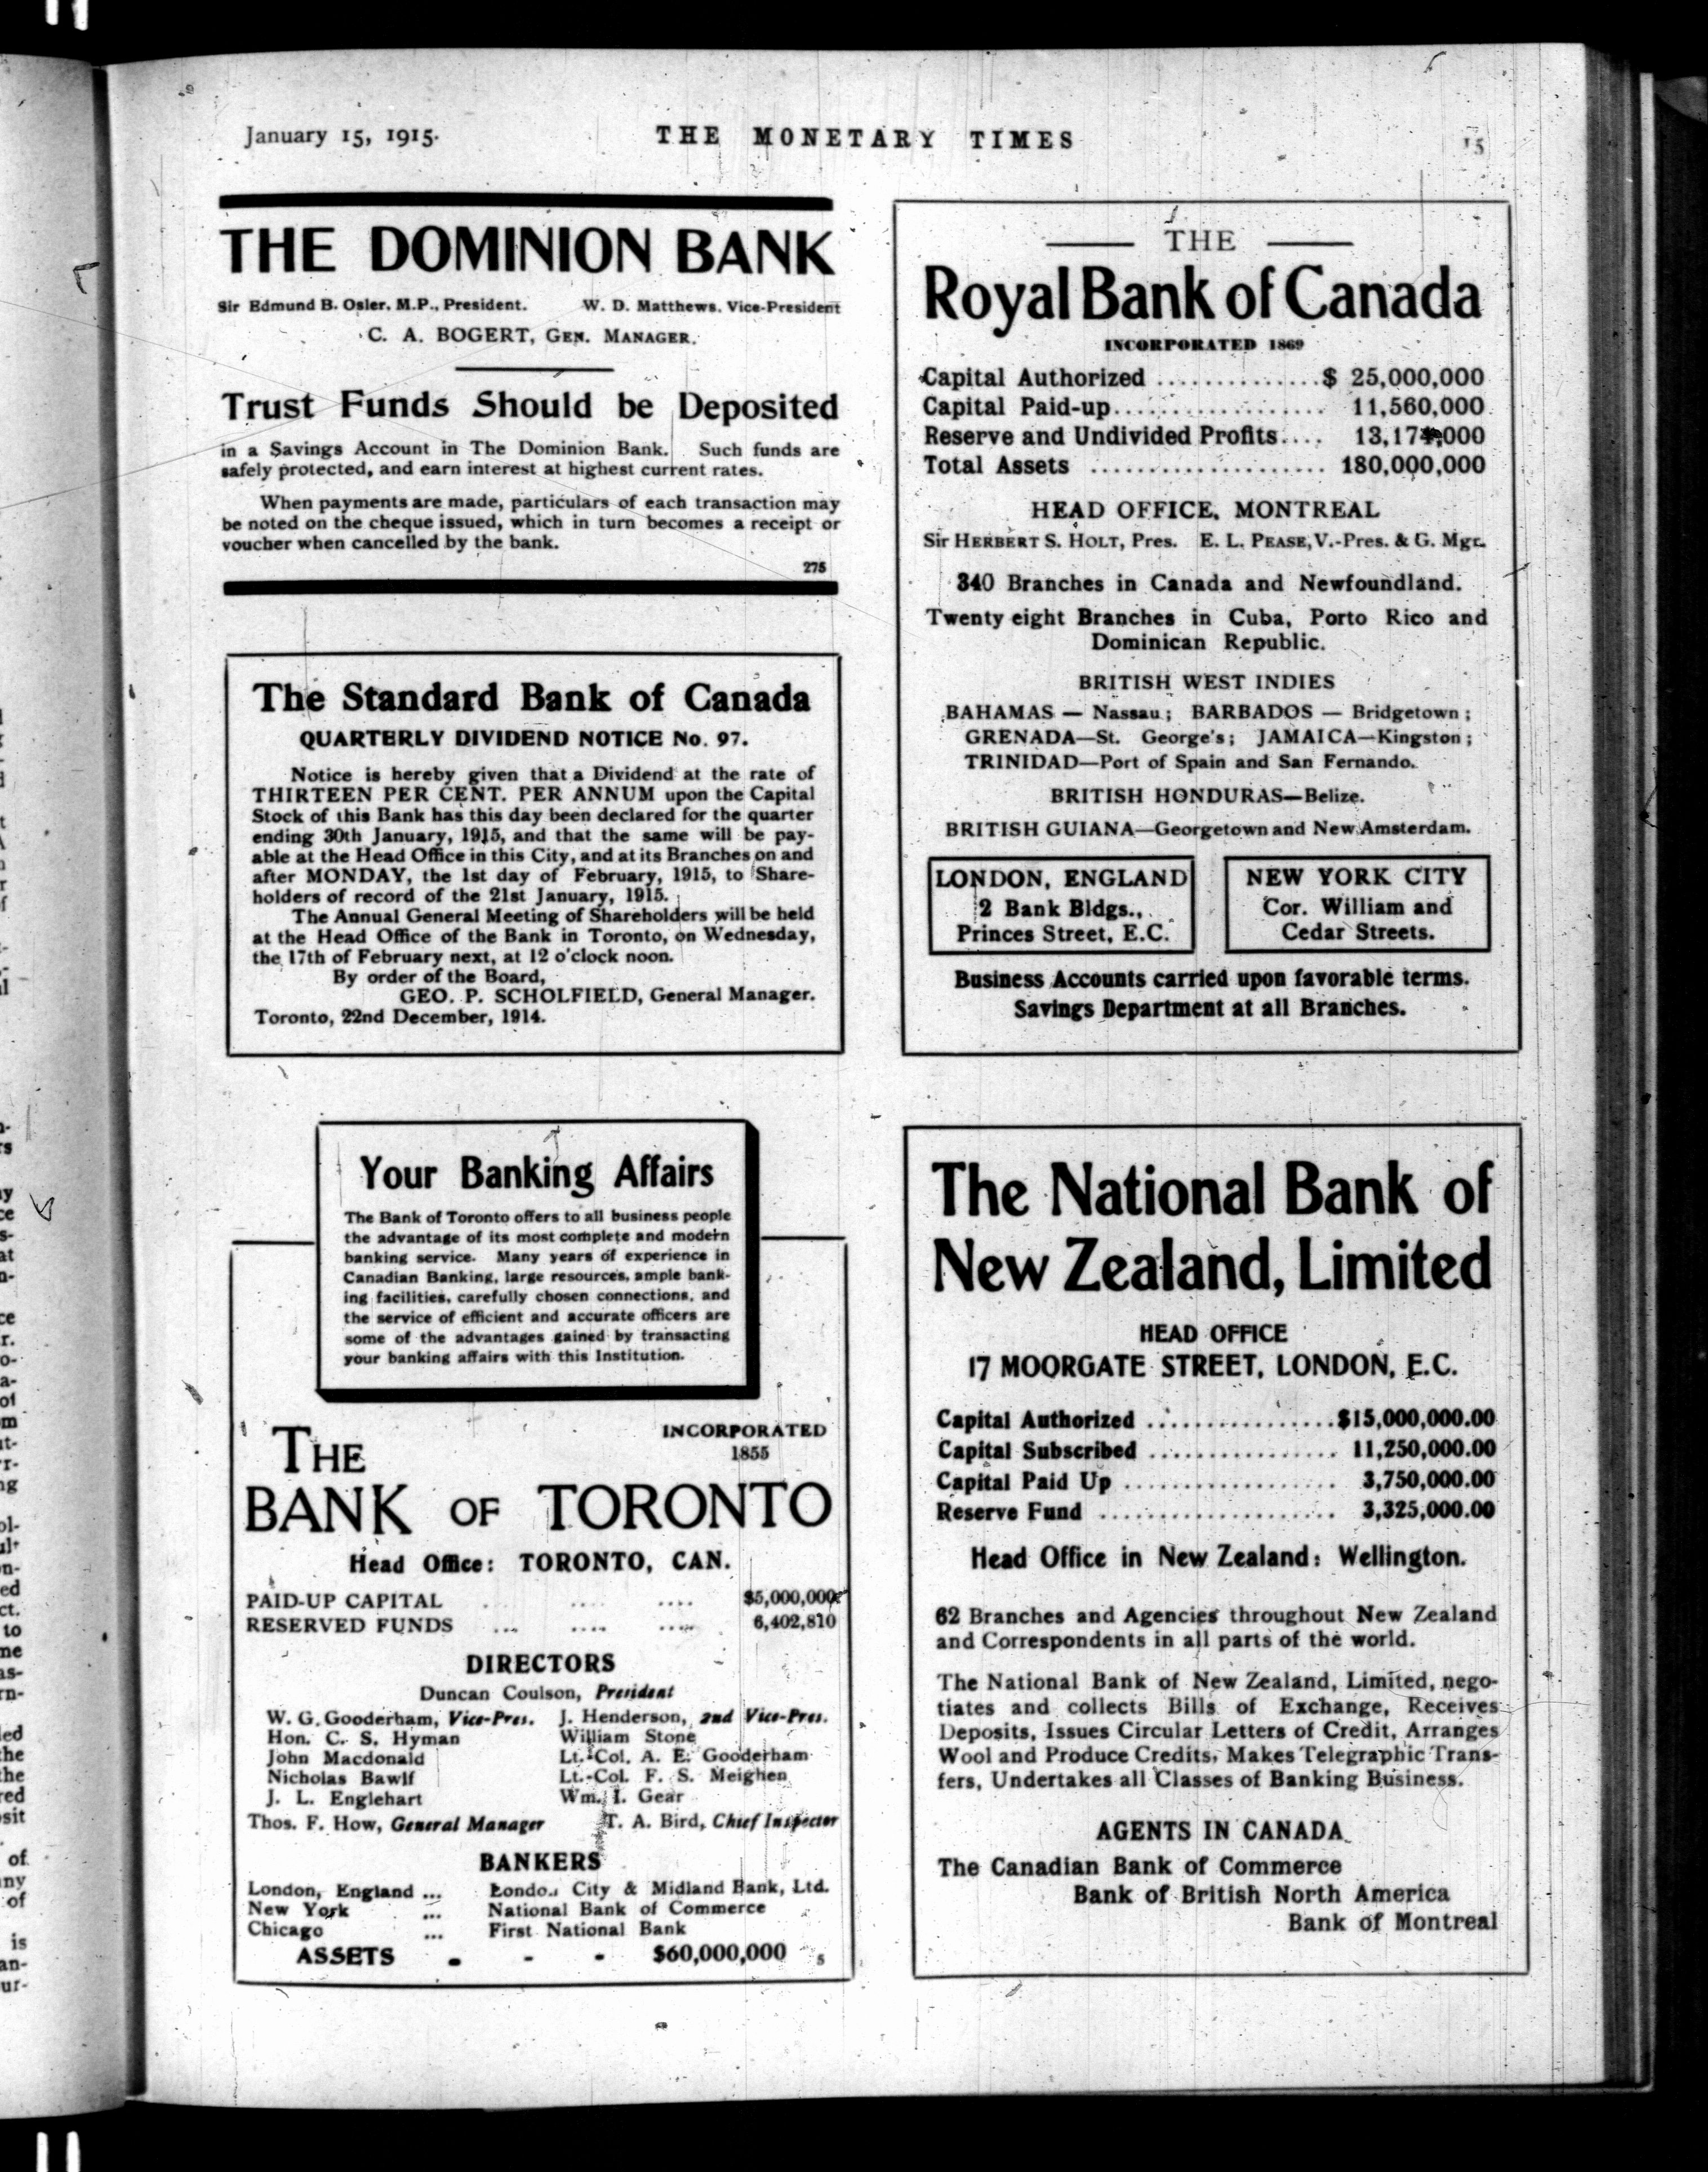 January 15, 1915.
THE MONETARY TIMES
15
THE DOMINION BANK
Sir Edmund B. Osler, M.P., President. W. D. Matthews, Vice-President
C. A. BOGERT, GEN. MANAGER.
Trust Funds Should be Deposited
in a Savings Account in The Dominion Bank. Such funds are
safely protected, and earn interest at highest current rates.
When payments are made, particulars of each transaction may
be noted on the cheque issued, which in turn becomes a receipt or
voucher when cancelled by the bank.
275
The Standard Bank of Canada
QUARTERLY DIVIDEND NOTICE No. 97.
Notice is hereby given that a Dividend at the rate of
THIRTEEN PER CENT. PER ANNUM upon the Capital
Stock of this Bank has this day been declared for the quarter
ending 30th January, 1915, and that the same will be pay-
able at the Head Office in this City, and at its Branches on and
after MONDAY, the 1st day of February, 1915, to Share-
holders of record of the 21st January, 1915.
The Annual General Meeting of Shareholders will be held
at the Head Office of the Bank in Toronto, on Wednesday,
the 17th of February next, at 12 o'clock noon.
By order of the Board,
GEO. P. SCHOLFIELD, General Manager.
Toronto, 22nd December, 1914.
Your Banking Affairs
The Bank of Toronto offers to all business people
the advantage of its most complete and modern
banking service. Many years of experience in
Canadian Banking, large resources, ample bank-
ing facilities, carefully chosen connections, and
the service of efficient and accurate officers are
some of the advantages gained by transacting
your banking affairs with this Institution.
THE
INCORPORATED
1855
BANK OF TORONTO
Head Office: TORONTO, CAN.
PAID-UP CAPITAL .... .... $5,000,000
RESERVED FUNDS .... .... .... 6,402,810
DIRECTORS
Duncan Coulson, President
W. G. Gooderham, Vice-Pres. J. Henderson, 2nd Vice-Pres.
Hon. C. S. Hyman William Stone
John Macdonald Lt.-Col. A. E. Gooderham
Nicholas Bawlf Lt.-Col. F. S. Meighen
J. L. Englehart Wm. I. Gear
Thos. F. How, General Manager T. A. Bird, Chief Inspector
BANKERS
London, England ... London City & Midland Bank, Ltd.
New York ... National Bank of Commerce
Chicago ... First National Bank
ASSETS - - - $60,000,000 5
THE
Royal Bank of Canada
INCORPORATED 1869
Capital Authorized ..............$ 25,000,000
Capital Paid-up.................. 11,560,000
Reserve and Undivided Profits.... 13,174,000
Total Assets .................... 180,000,000
HEAD OFFICE, MONTREAL
Sir HERBERT S. HOLT, Pres. E. L. PEASE, V.-Pres. & G. Mgr.
340 Branches in Canada and Newfoundland.
Twenty eight Branches in Cuba, Porto Rico and
Dominican Republic.
BRITISH WEST INDIES
BAHAMAS — Nassau; BARBADOS — Bridgetown;
GRENADA—St. George's; JAMAICA—Kingston;
TRINIDAD—Port of Spain and San Fernando.
BRITISH HONDURAS—Belize.
BRITISH GUIANA—Georgetown and New Amsterdam.
LONDON, ENGLAND
2 Bank Bldgs.,
Princes Street, E.C.
NEW YORK CITY
Cor. William and
Cedar Streets.
Business Accounts carried upon favorable terms.
Savings Department at all Branches.
The National Bank of
New Zealand, Limited
HEAD OFFICE
17 MOORGATE STREET, LONDON, E.C.
Capital Authorized ................$15,000,000.00
Capital Subscribed ................ 11,250,000.00
Capital Paid Up .................. 3,750,000.00
Reserve Fund .................... 3,325,000.00
Head Office in New Zealand: Wellington.
62 Branches and Agencies throughout New Zealand
and Correspondents in all parts of the world.
The National Bank of New Zealand, Limited, nego-
tiates and collects Bills of Exchange, Receives
Deposits, Issues Circular Letters of Credit, Arranges
Wool and Produce Credits, Makes Telegraphic Trans-
fers, Undertakes all Classes of Banking Business.
AGENTS IN CANADA
The Canadian Bank of Commerce
Bank of British North America
Bank of Montreal